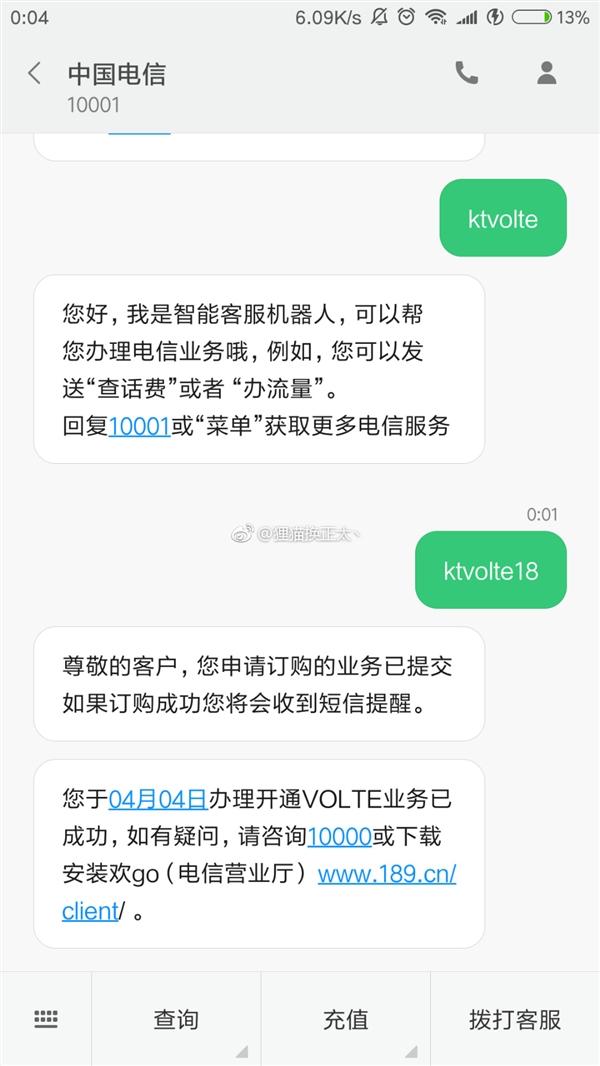 0:04 6.09K/s 13%
中国电信
10001
ktvolte
您好，我是智能客服机器人，可以帮
您办理电信业务哦，例如，您可以发
送“查话费”或者 “办流量”。
回复10001或“菜单”获取更多电信服务
0:01
@狸猫换正太丶
ktvolte18
尊敬的客户，您申请订购的业务已提交
如果订购成功您将会收到短信提醒。
您于04月04日办理开通VOLTE业务已
成功，如有疑问，请咨询10000或下载
安装欢go（电信营业厅）www.189.cn/
client/ 。
查询 充值 拨打客服